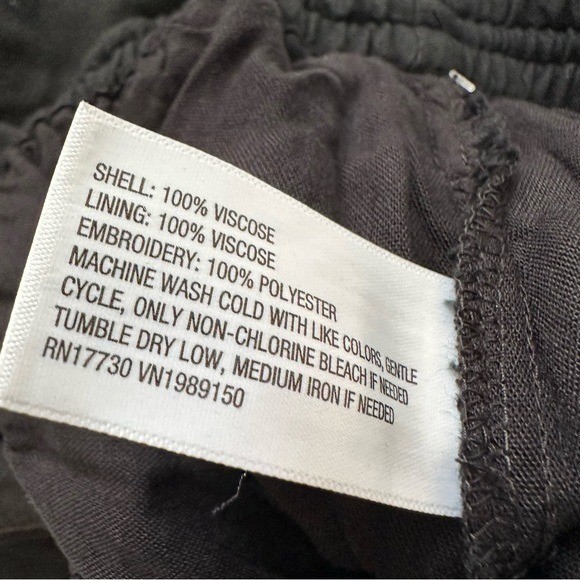 SHELL: 100% VISCOSE
LINING: 100% VISCOSE
EMBROIDERY: 100% POLYESTER
MACHINE WASH COLD WITH LIKE COLORS, GENTLE
CYCLE, ONLY NON-CHLORINE BLEACH IF NEEDED
TUMBLE DRY LOW, MEDIUM IRON IF NEEDED
RN17730 VN1989150